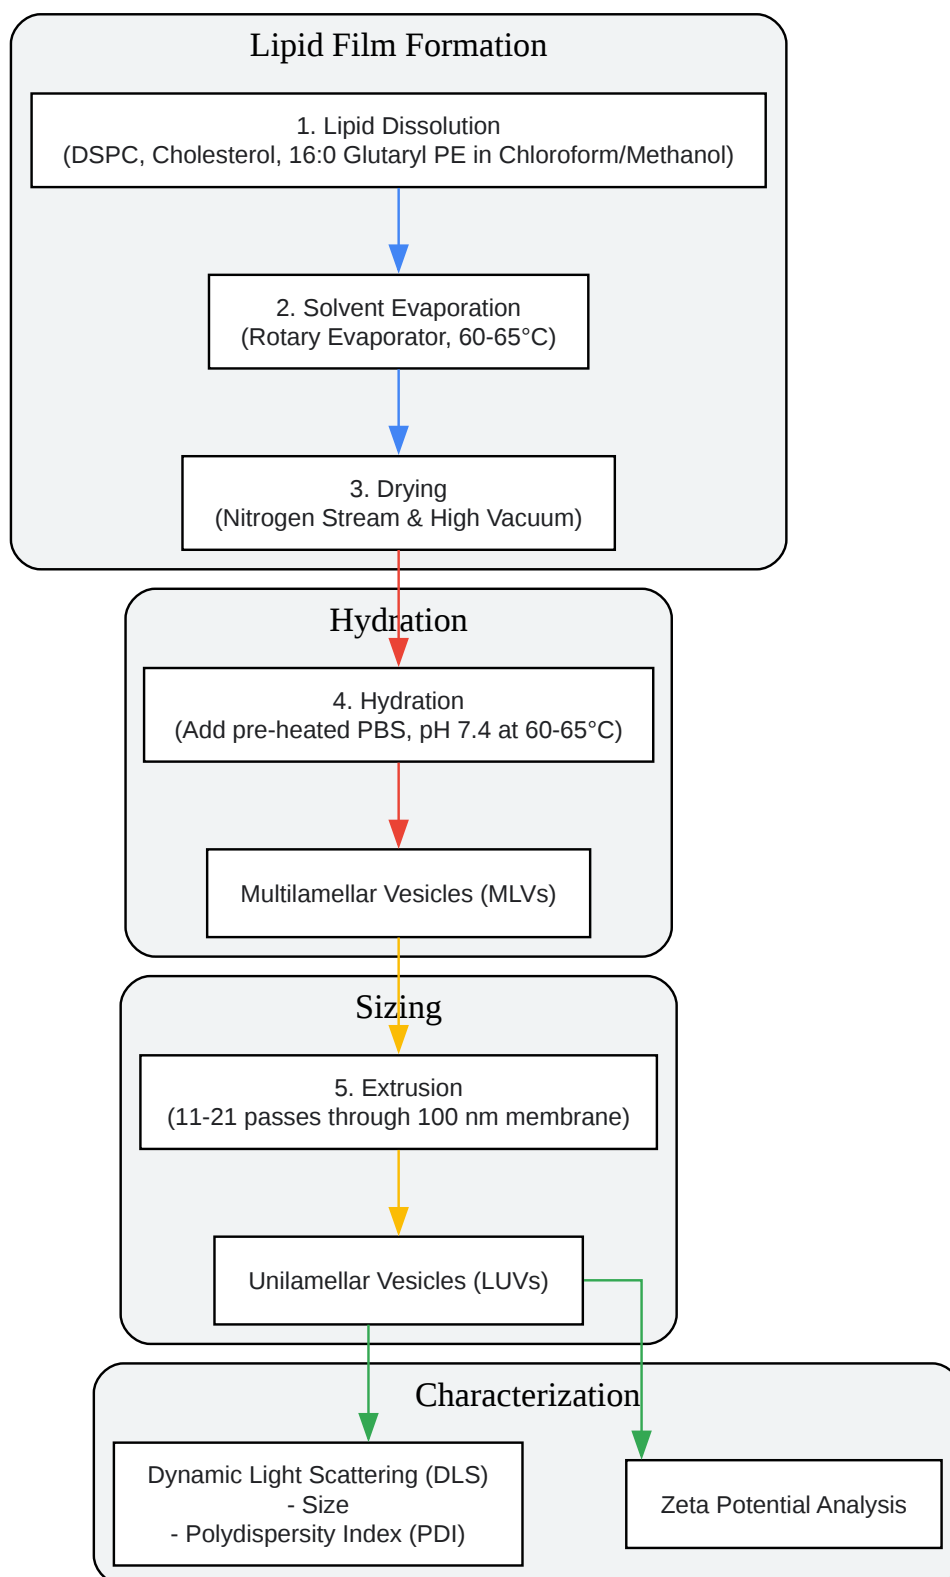 Lipid Film Formation
1. Lipid Dissolution
(DSPC, Cholesterol, 16:0 Glutaryl PE in Chloroform/Methanol)
2. Solvent Evaporation
(Rotary Evaporator, 60-65°C)
3. Drying
(Nitrogen Stream & High Vacuum)
Hydration
4. Hydration
(Add pre-heated PBS, pH 7.4 at 60-65°C)
Multilamellar Vesicles (MLVs)
Sizing
5. Extrusion
(11-21 passes through 100 nm membrane)
Unilamellar Vesicles (LUVs)
Characterization
Dynamic Light Scattering (DLS)
- Size
- Polydispersity Index (PDI)
Zeta Potential Analysis